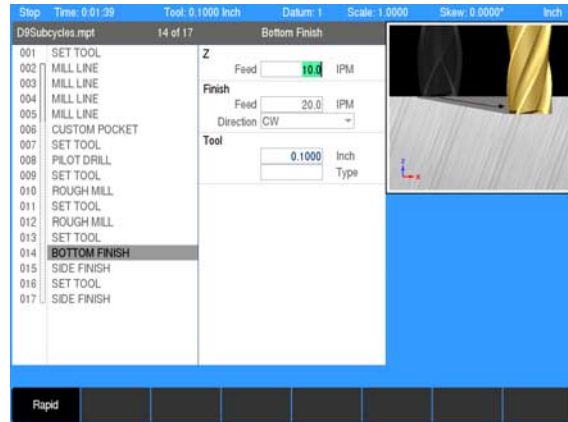 Stop Time: 0:01:39 Tool: 0.1000 Inch Datum: 1 Scale: 1.0000 Skew: 0.0000° Inch
D9Subcycles.mpt 14 of 17 Bottom Finish
001 SET TOOL
002 MILL LINE
003 MILL LINE
004 MILL LINE
005 MILL LINE
006 CUSTOM POCKET
007 SET TOOL
008 PILOT DRILL
009 SET TOOL
010 ROUGH MILL
011 SET TOOL
012 ROUGH MILL
013 SET TOOL
014 BOTTOM FINISH
015 SIDE FINISH
016 SET TOOL
017 SIDE FINISH
Z
Feed 10.0 IPM
Finish
Feed 20.0 IPM
Direction CW
Tool
0.1000 Inch
Type
z
x
Rapid